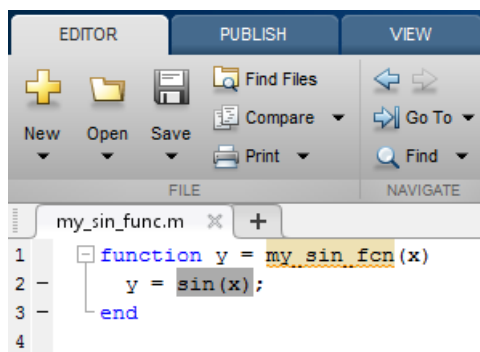 EDITOR PUBLISH VIEW
New Open Save
Find Files
Compare
Print
Go To
Find
FILE NAVIGATE
my_sin_func.m
1 function y = my_sin_fcn(x)
2 - y = sin(x);
3 - end
4